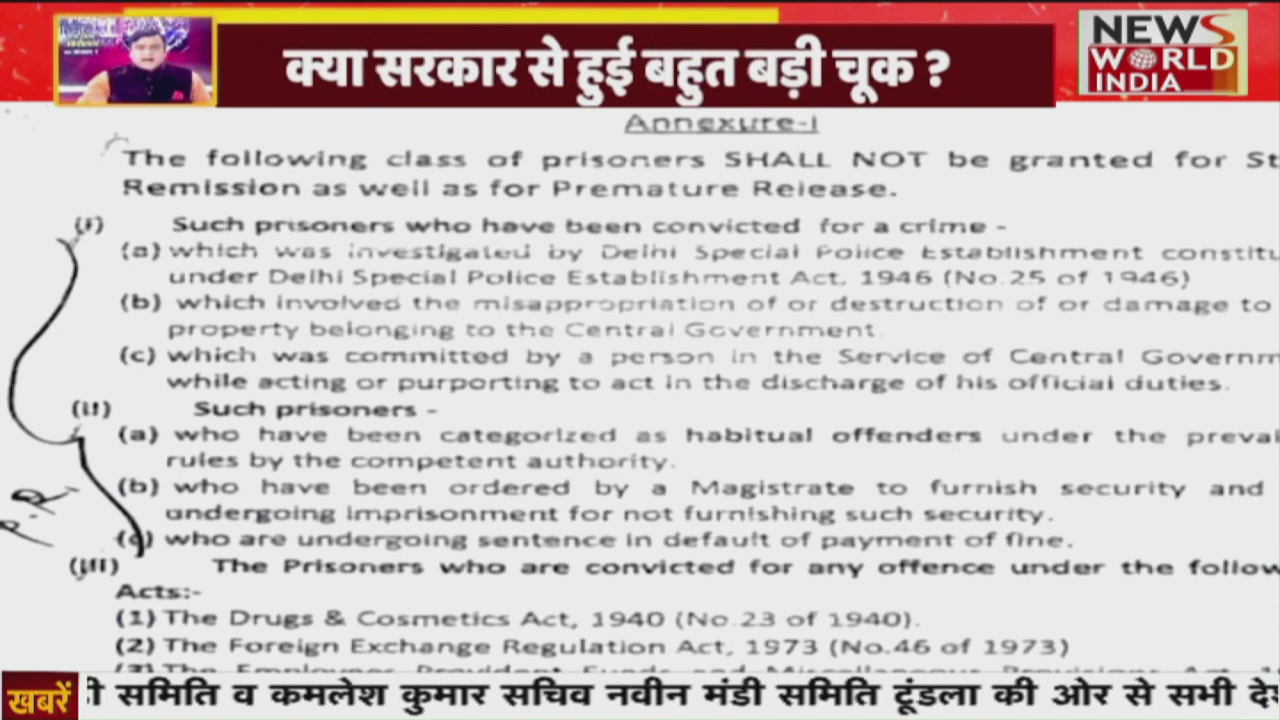 क्या सरकार से हुई बहुत बड़ी चूक ?
NEWS
WORLD
INDIA
Annexure-I
The following class of prisoners SHALL NOT be granted for St
Remission as well as for Premature Release.
(i) Such prisoners who have been convicted for a crime -
(a) which was investigated by Delhi Special Police Establishment constitu
under Delhi Special Police Establishment Act, 1946 (No.25 of 1946)
(b) which involved the misappropriation of or destruction of or damage to
property belonging to the Central Government.
(c) which was committed by a person in the Service of Central Governm
while acting or purporting to act in the discharge of his official duties.
(ii) Such prisoners -
(a) who have been categorized as habitual offenders under the prevai
rules by the competent authority.
(b) who have been ordered by a Magistrate to furnish security and
undergoing imprisonment for not furnishing such security.
(c) who are undergoing sentence in default of payment of fine.
P.R.
(iii) The Prisoners who are convicted for any offence under the follow
Acts:-
(1) The Drugs & Cosmetics Act, 1940 (No.23 of 1940).
(2) The Foreign Exchange Regulation Act, 1973 (No.46 of 1973)
खबरें
समिति व कमलेश कुमार सचिव नवीन मंडी समिति टूंडला की ओर से सभी दे